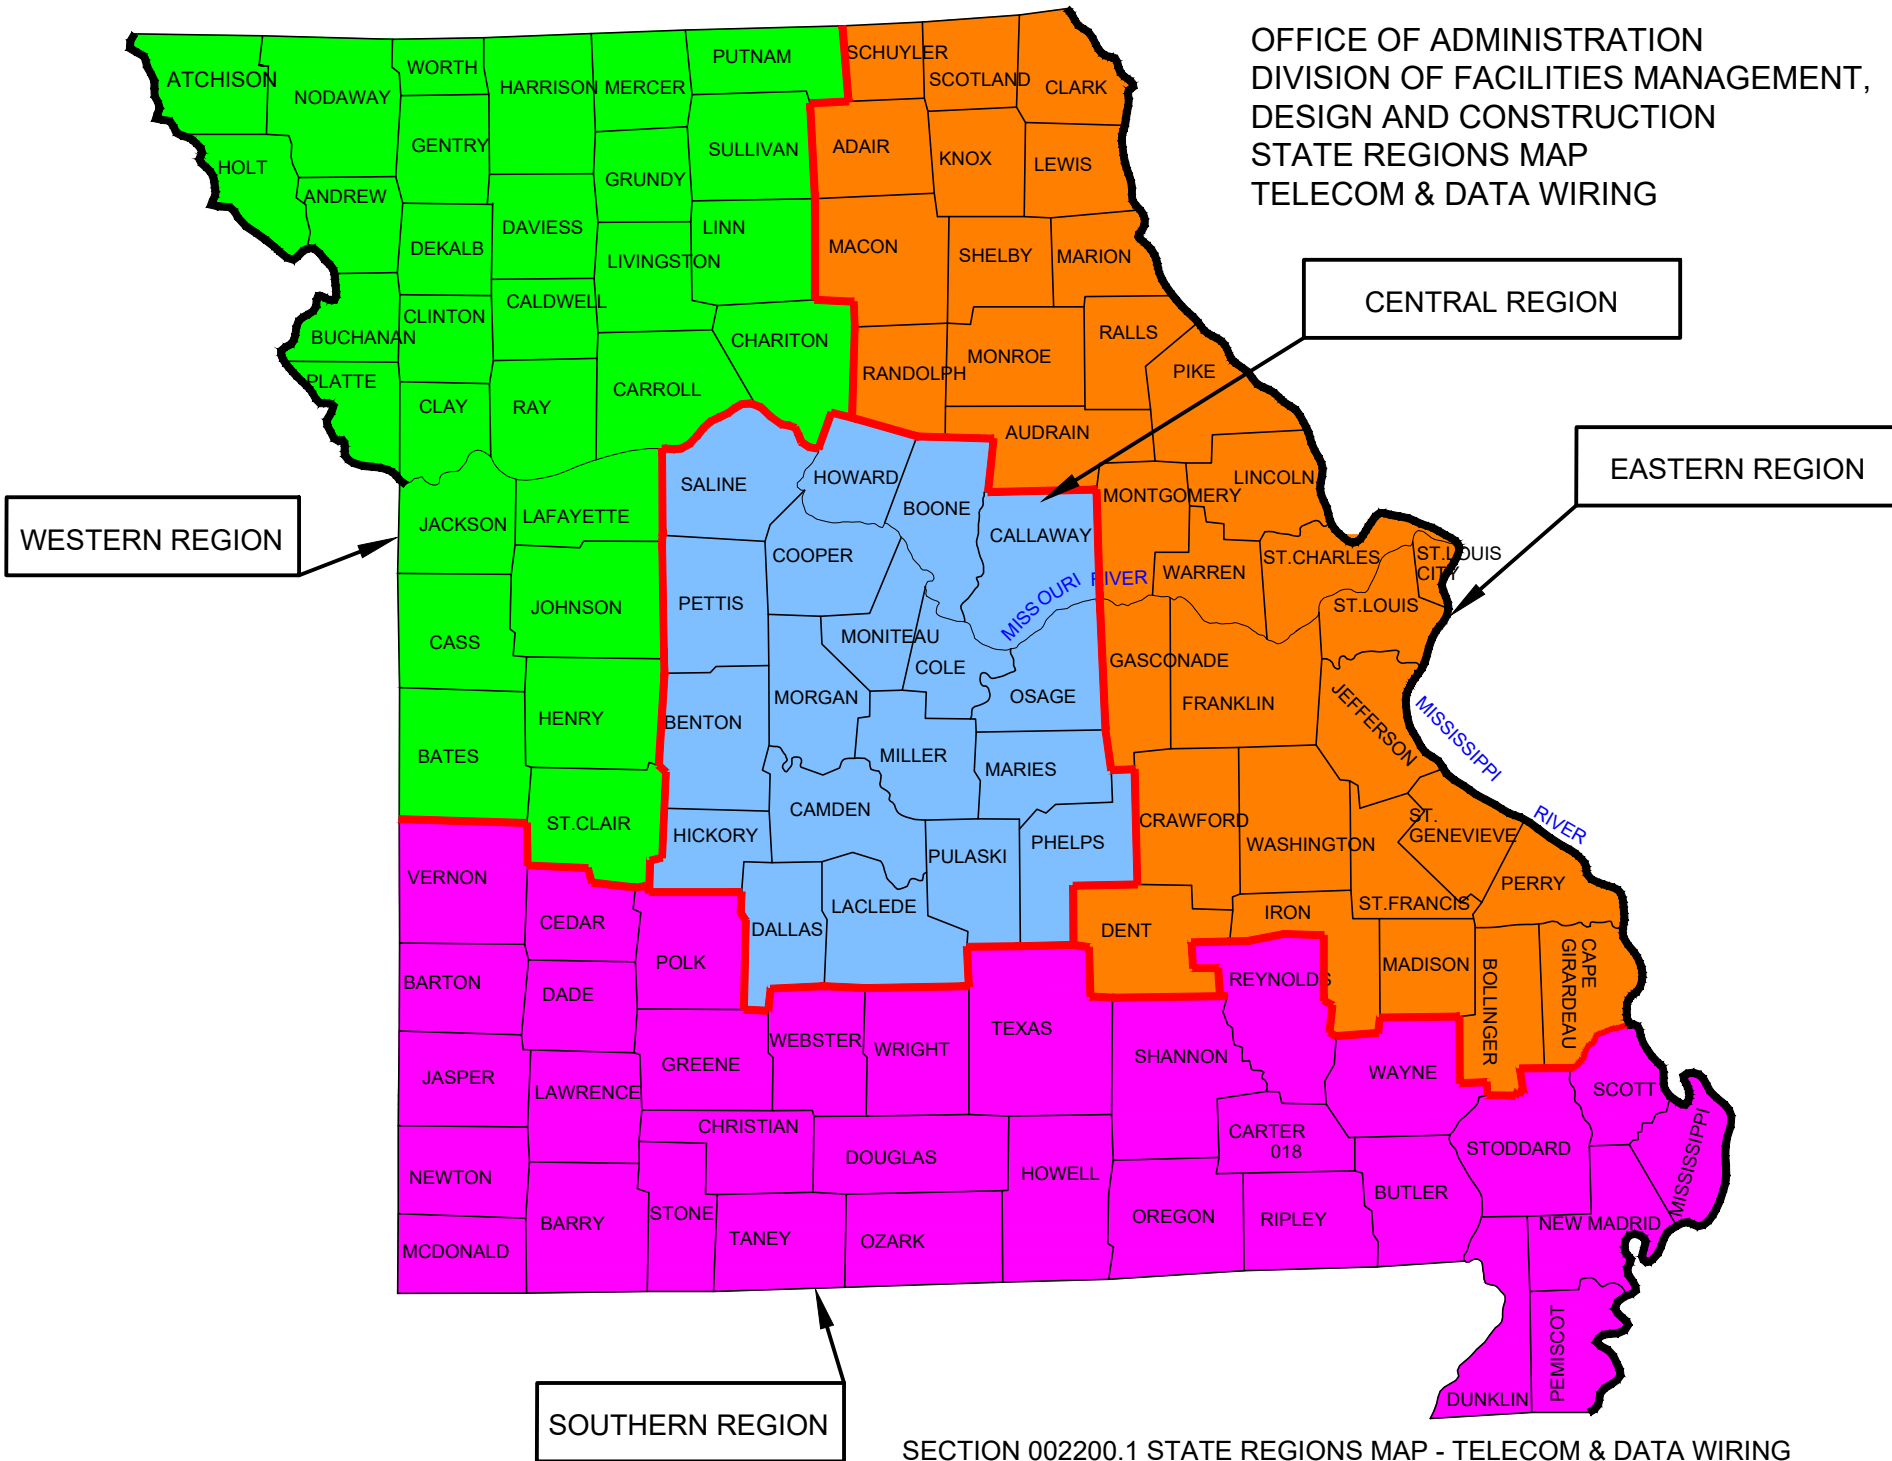 OFFICE OF ADMINISTRATION
DIVISION OF FACILITIES MANAGEMENT,
DESIGN AND CONSTRUCTION
STATE REGIONS MAP
TELECOM & DATA WIRING
CENTRAL REGION
EASTERN REGION
WESTERN REGION
SOUTHERN REGION
ATCHISON
NODAWAY
WORTH
HARRISON
MERCER
PUTNAM
SCHUYLER
SCOTLAND
CLARK
HOLT
GENTRY
SULLIVAN
ADAIR
KNOX
LEWIS
ANDREW
GRUNDY
DEKALB
DAVIESS
LINN
LIVINGSTON
MACON
SHELBY
MARION
BUCHANAN
CLINTON
CALDWELL
CHARITON
RANDOLPH
MONROE
RALLS
PIKE
PLATTE
CLAY
RAY
CARROLL
AUDRAIN
SALINE
HOWARD
BOONE
CALLAWAY
MONTGOMERY
LINCOLN
JACKSON
LAFAYETTE
COOPER
WARREN
ST.CHARLES
ST.LOUIS
CITY
ST.LOUIS
MISSOURI RIVER
CASS
JOHNSON
PETTIS
MONITEAU
COLE
OSAGE
GASCONADE
FRANKLIN
JEFFERSON
MISSISSIPPI
RIVER
BATES
HENRY
BENTON
MORGAN
MILLER
MARIES
ST.CLAIR
HICKORY
CAMDEN
PULASKI
PHELPS
CRAWFORD
WASHINGTON
ST.
GENEVIEVE
PERRY
VERNON
CEDAR
POLK
DALLAS
LACLEDE
DENT
IRON
ST.FRANCIS
MADISON
BOLLINGER
CAPE
GIRARDEAU
BARTON
DADE
REYNOLDS
JASPER
LAWRENCE
GREENE
WEBSTER
WRIGHT
TEXAS
SHANNON
WAYNE
SCOTT
MISSISSIPPI
NEWTON
CHRISTIAN
DOUGLAS
HOWELL
CARTER
018
STODDARD
MCDONALD
BARRY
STONE
TANEY
OZARK
OREGON
RIPLEY
BUTLER
NEW MADRID
DUNKLIN
PEMISCOT
SECTION 002200.1 STATE REGIONS MAP - TELECOM & DATA WIRING